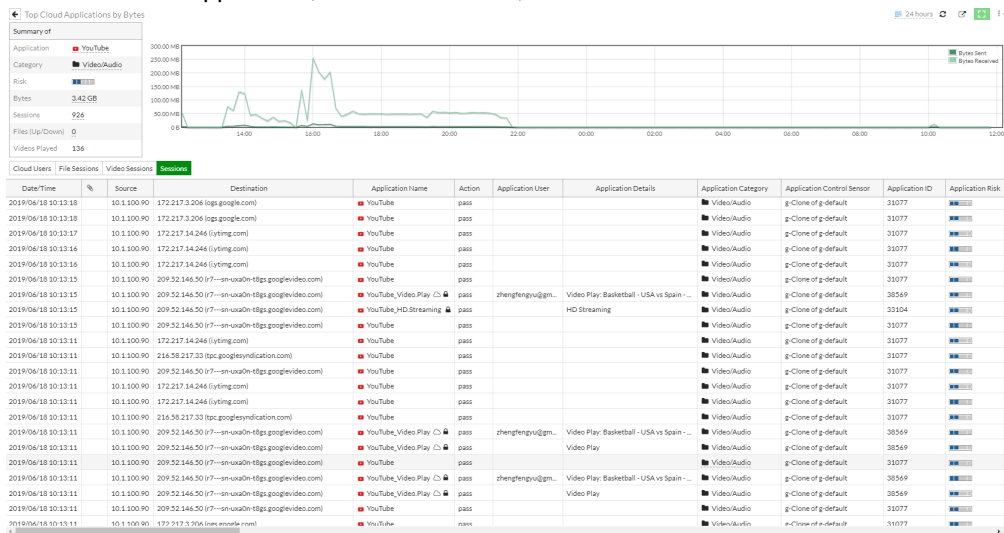 Top Cloud Applications by Bytes 24 hours
Summary of
Application YouTube
Category Video/Audio
Risk
Bytes 3.42 GB
Sessions 926
Files (Up/Down) 0
Videos Played 136
300.00 MB
250.00 MB
200.00 MB
150.00 MB
100.00 MB
50.00 MB
0 B
14:00 16:00 18:00 20:00 22:00 00:00 02:00 04:00 06:00 08:00 10:00 12:00
Bytes Sent
Bytes Received
Cloud Users File Sessions Video Sessions Sessions
Date/Time Source Destination Application Name Action Application User Application Details Application Category Application Control Sensor Application ID Application Risk
2019/06/18 10:13:18 10.1.100.90 172.217.3.206 (ogs.google.com) YouTube pass Video/Audio g-Clone of g-default 31077
2019/06/18 10:13:18 10.1.100.90 172.217.3.206 (ogs.google.com) YouTube pass Video/Audio g-Clone of g-default 31077
2019/06/18 10:13:17 10.1.100.90 172.217.14.246 (i.ytimg.com) YouTube pass Video/Audio g-Clone of g-default 31077
2019/06/18 10:13:16 10.1.100.90 172.217.14.246 (i.ytimg.com) YouTube pass Video/Audio g-Clone of g-default 31077
2019/06/18 10:13:16 10.1.100.90 172.217.14.246 (i.ytimg.com) YouTube pass Video/Audio g-Clone of g-default 31077
2019/06/18 10:13:15 10.1.100.90 209.52.146.50 (r7---sn-uxa0n-t8gs.googlevideo.com) YouTube pass Video/Audio g-Clone of g-default 31077
2019/06/18 10:13:15 10.1.100.90 209.52.146.50 (r7---sn-uxa0n-t8gs.googlevideo.com) YouTube_Video.Play pass zhengfengyu@gm... Video Play: Basketball - USA vs Spain - ... Video/Audio g-Clone of g-default 38569
2019/06/18 10:13:15 10.1.100.90 209.52.146.50 (r7---sn-uxa0n-t8gs.googlevideo.com) YouTube_HD.Streaming pass HD Streaming Video/Audio g-Clone of g-default 33104
2019/06/18 10:13:15 10.1.100.90 209.52.146.50 (r7---sn-uxa0n-t8gs.googlevideo.com) YouTube pass Video/Audio g-Clone of g-default 31077
2019/06/18 10:13:11 10.1.100.90 172.217.14.246 (i.ytimg.com) YouTube pass Video/Audio g-Clone of g-default 31077
2019/06/18 10:13:11 10.1.100.90 216.58.217.33 (tpc.googlesyndication.com) YouTube pass Video/Audio g-Clone of g-default 31077
2019/06/18 10:13:11 10.1.100.90 209.52.146.50 (r7---sn-uxa0n-t8gs.googlevideo.com) YouTube pass Video/Audio g-Clone of g-default 31077
2019/06/18 10:13:11 10.1.100.90 172.217.14.246 (i.ytimg.com) YouTube pass Video/Audio g-Clone of g-default 31077
2019/06/18 10:13:11 10.1.100.90 172.217.14.246 (i.ytimg.com) YouTube pass Video/Audio g-Clone of g-default 31077
2019/06/18 10:13:11 10.1.100.90 216.58.217.33 (tpc.googlesyndication.com) YouTube pass Video/Audio g-Clone of g-default 31077
2019/06/18 10:13:11 10.1.100.90 209.52.146.50 (r7---sn-uxa0n-t8gs.googlevideo.com) YouTube_Video.Play pass zhengfengyu@gm... Video Play: Basketball - USA vs Spain - ... Video/Audio g-Clone of g-default 38569
2019/06/18 10:13:11 10.1.100.90 209.52.146.50 (r7---sn-uxa0n-t8gs.googlevideo.com) YouTube_Video.Play pass Video Play Video/Audio g-Clone of g-default 38569
2019/06/18 10:13:11 10.1.100.90 209.52.146.50 (r7---sn-uxa0n-t8gs.googlevideo.com) YouTube pass Video/Audio g-Clone of g-default 31077
2019/06/18 10:13:11 10.1.100.90 209.52.146.50 (r7---sn-uxa0n-t8gs.googlevideo.com) YouTube_Video.Play pass zhengfengyu@gm... Video Play: Basketball - USA vs Spain - ... Video/Audio g-Clone of g-default 38569
2019/06/18 10:13:11 10.1.100.90 209.52.146.50 (r7---sn-uxa0n-t8gs.googlevideo.com) YouTube_Video.Play pass Video Play Video/Audio g-Clone of g-default 38569
2019/06/18 10:13:11 10.1.100.90 172.217.3.206 (ogs.google.com) YouTube pass Video/Audio g-Clone of g-default 31077